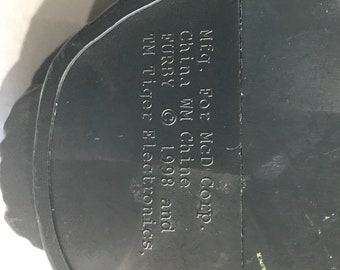 Mfg. For McD Corp.
China WM Chine
FURBY © 1998 and
TM Tiger Electronics.